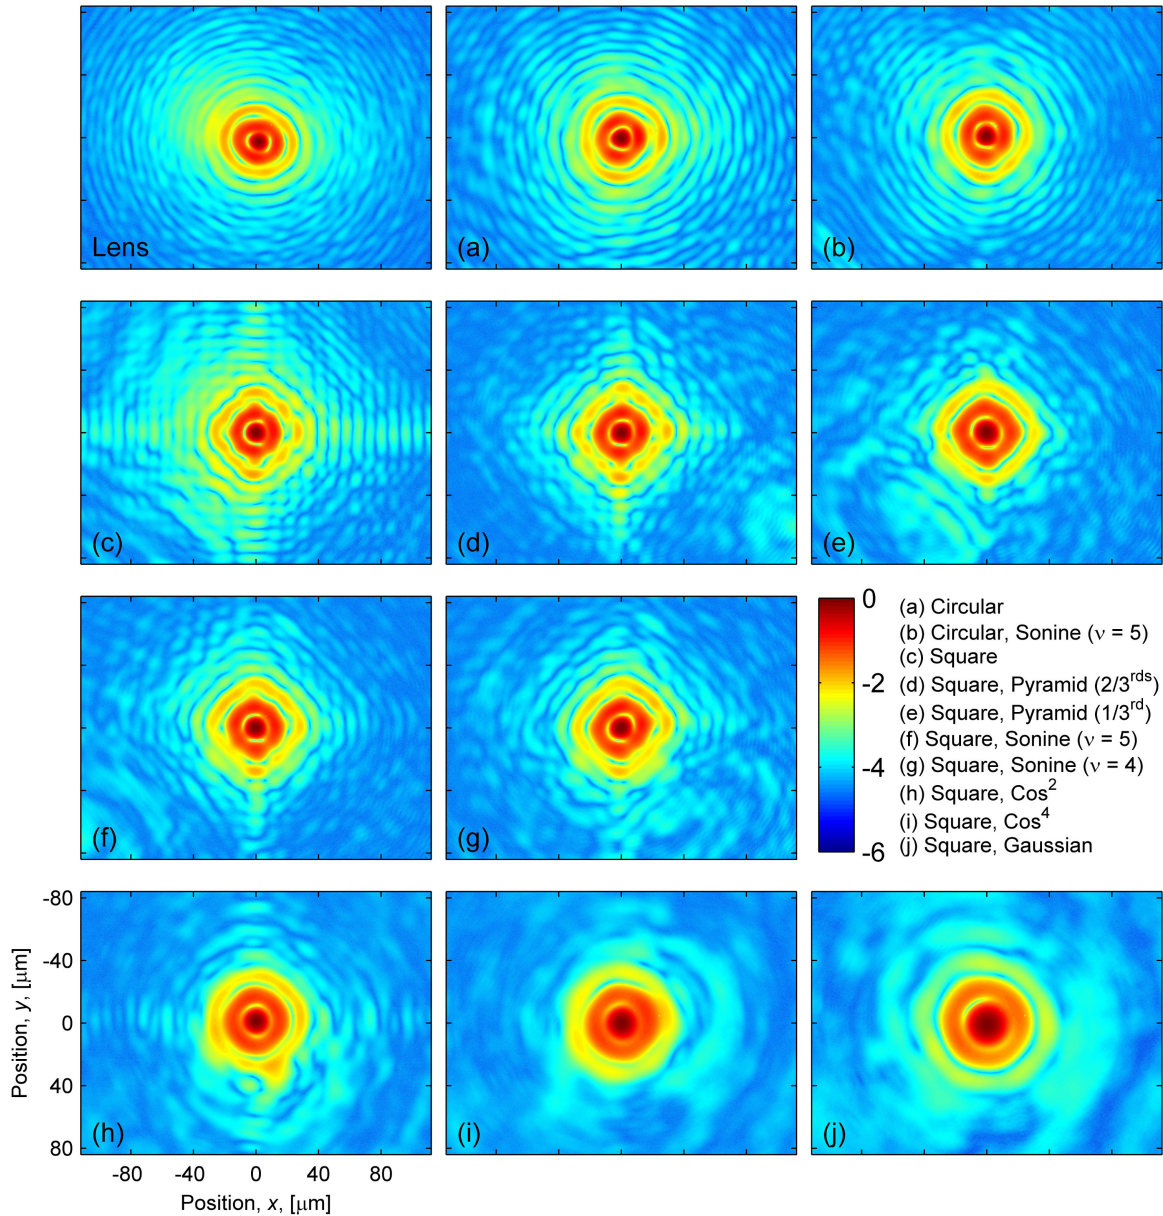 Lens
(a)
(b)
(c)
(d)
(e)
(f)
(g)
0
-2
-4
-6
(a) Circular
(b) Circular, Sonine (ν = 5)
(c) Square
(d) Square, Pyramid (2/3rds)
(e) Square, Pyramid (1/3rd)
(f) Square, Sonine (ν = 5)
(g) Square, Sonine (ν = 4)
(h) Square, Cos2
(i) Square, Cos4
(j) Square, Gaussian
-80
-40
0
40
80
Position, y, [μm]
(h)
(i)
(j)
-80 -40 0 40 80
Position, x, [μm]